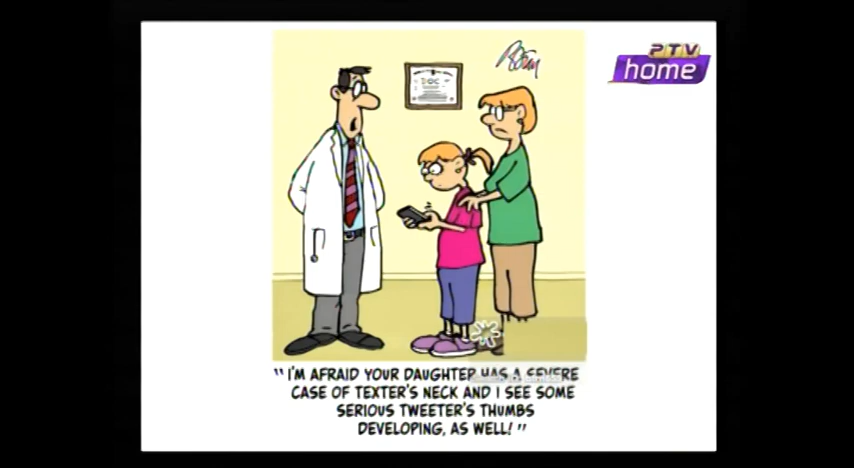 PTV
home
"I'M AFRAID YOUR DAUGHTER HAS A SEVERE
CASE OF TEXTER'S NECK AND I SEE SOME
SERIOUS TWEETER'S THUMBS
DEVELOPING, AS WELL!"